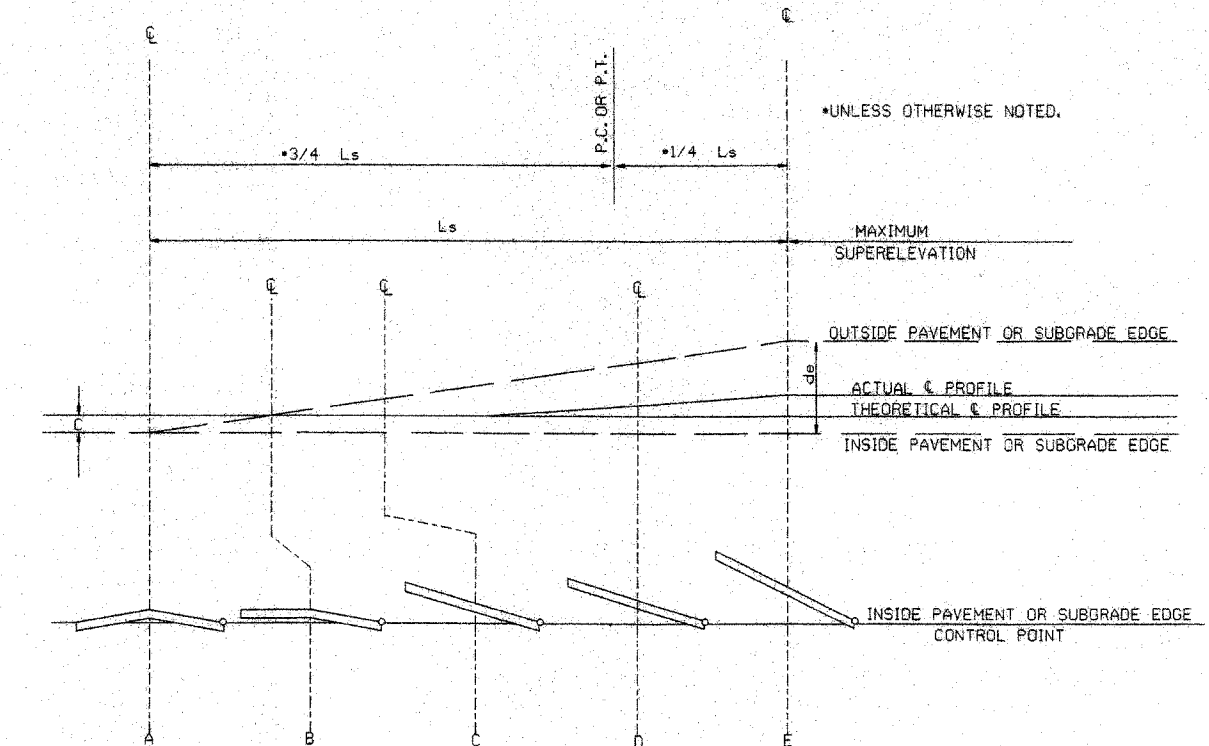 ℄
℄
P.C. OR P.T.
*UNLESS OTHERWISE NOTED.
*3/4 Ls
*1/4 Ls
Ls
MAXIMUM
SUPERELEVATION
℄
℄
℄
OUTSIDE PAVEMENT OR SUBGRADE EDGE
de
ACTUAL ℄ PROFILE
THEORETICAL ℄ PROFILE
C
INSIDE PAVEMENT OR SUBGRADE EDGE
INSIDE PAVEMENT OR SUBGRADE EDGE
CONTROL POINT
A
B
C
D
E